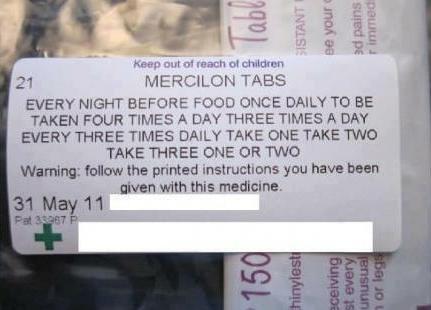 Keep out of reach of children
21 MERCILON TABS
EVERY NIGHT BEFORE FOOD ONCE DAILY TO BE
TAKEN FOUR TIMES A DAY THREE TIMES A DAY
EVERY THREE TIMES DAILY TAKE ONE TAKE TWO
TAKE THREE ONE OR TWO
Warning: follow the printed instructions you have been
given with this medicine.
31 May 11
Pat 33967 P
Tabl
SISTANT
ee your
ed pains
r immed
150
hinylest
eceiving
st every
unusual
n or legs